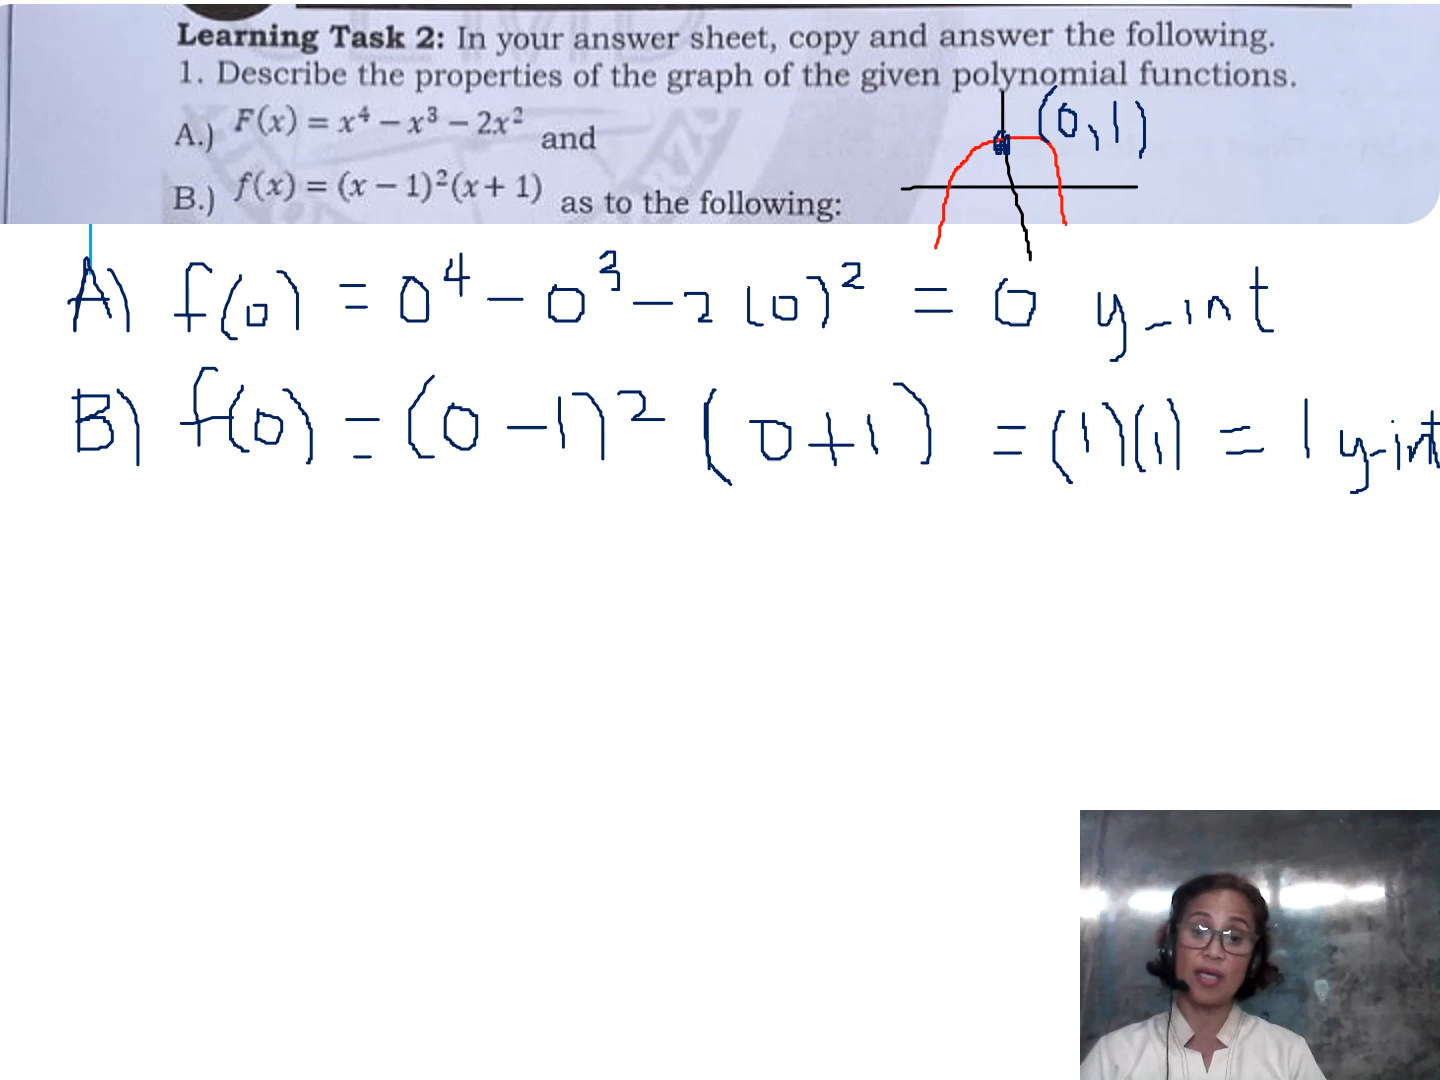 Learning Task 2: In your answer sheet, copy and answer the following.
1. Describe the properties of the graph of the given polynomial functions.
A.) F(x) = x⁴ − x³ − 2x² and
(0,1)
B.) f(x) = (x − 1)²(x + 1) as to the following:
A) f(0) = 0⁴ − 0³ − 2(0)² = 0 y-int
B) f(0) = (0 − 1)² (0+1) = (1)(1) = 1 y-int